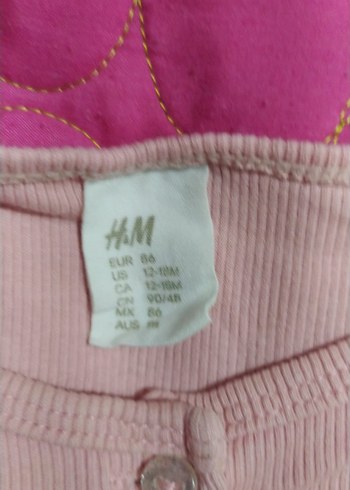 H&M
EUR 86
US 12-18M
CA 12-18M
CN 90/48
MX 86
AUS